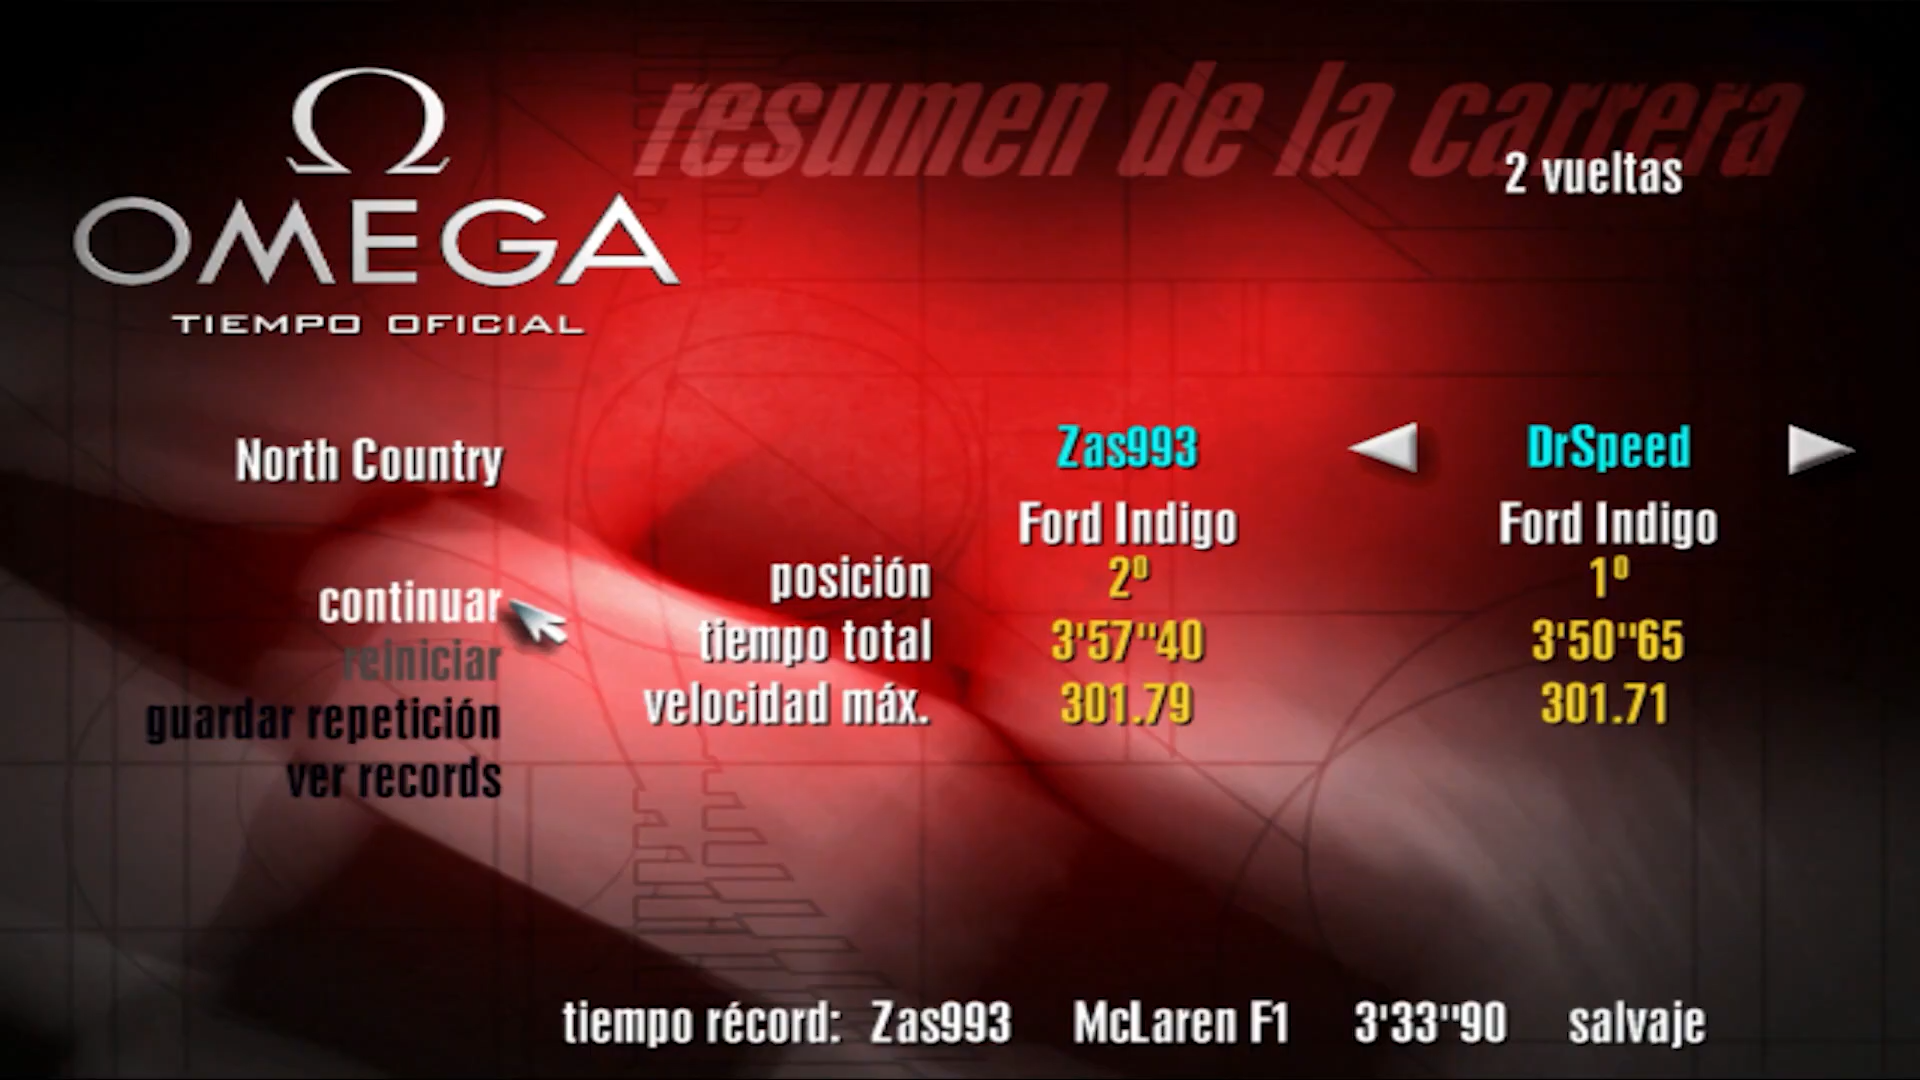 resumen de la carrera
2 vueltas
Ω
OMEGA
TIEMPO OFICIAL
North Country
Zas993 DrSpeed
Ford Indigo Ford Indigo
posición 2º 1º
tiempo total 3'57"40 3'50"65
velocidad máx. 301.79 301.71
continuar
reiniciar
guardar repetición
ver records
tiempo récord: Zas993 McLaren F1 3'33"90 salvaje